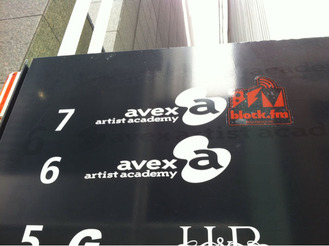 7 avex a block.fm
artist academy
6 avex a
artist academy
5 G H&R